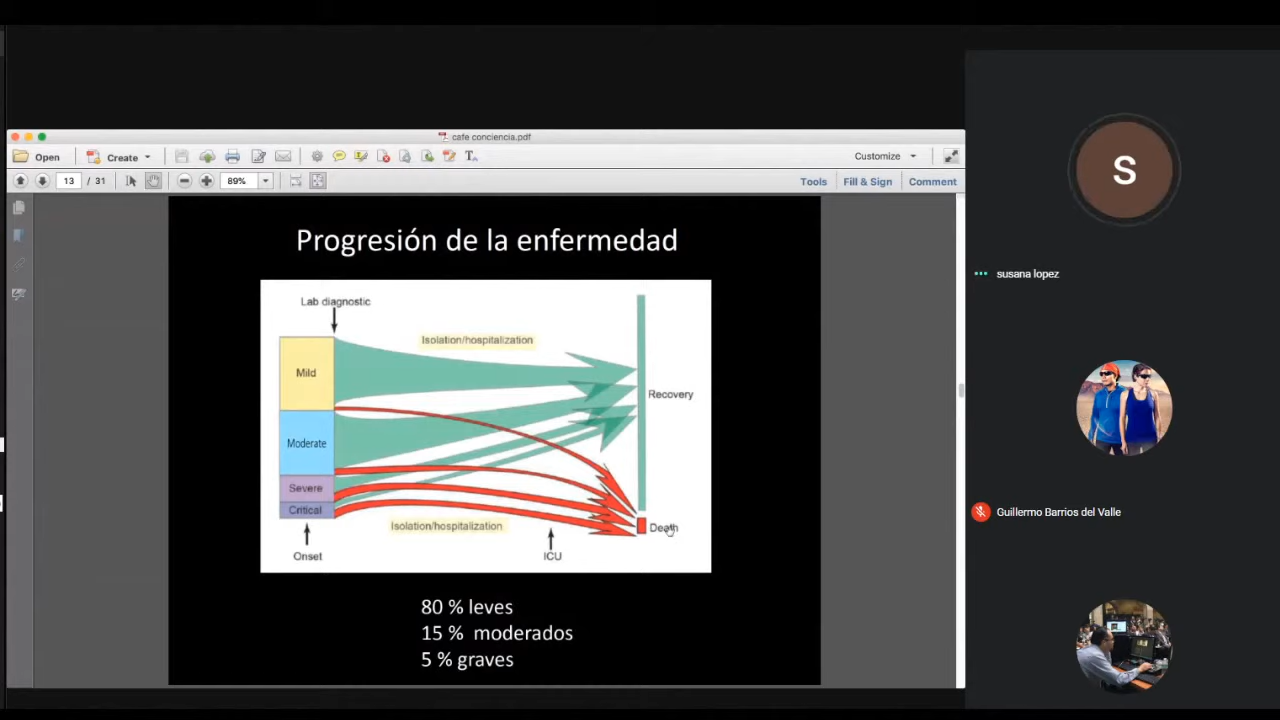 cafe conciencia.pdf
Open
Create
Customize
13 / 31
89%
Tools
Fill & Sign
Comment
Progresión de la enfermedad
Lab diagnostic
Isolation/hospitalization
Mild
Recovery
Moderate
Severe
Critical
Isolation/hospitalization
Death
Onset
ICU
80 % leves
15 % moderados
5 % graves
S
susana lopez
Guillermo Barrios del Valle